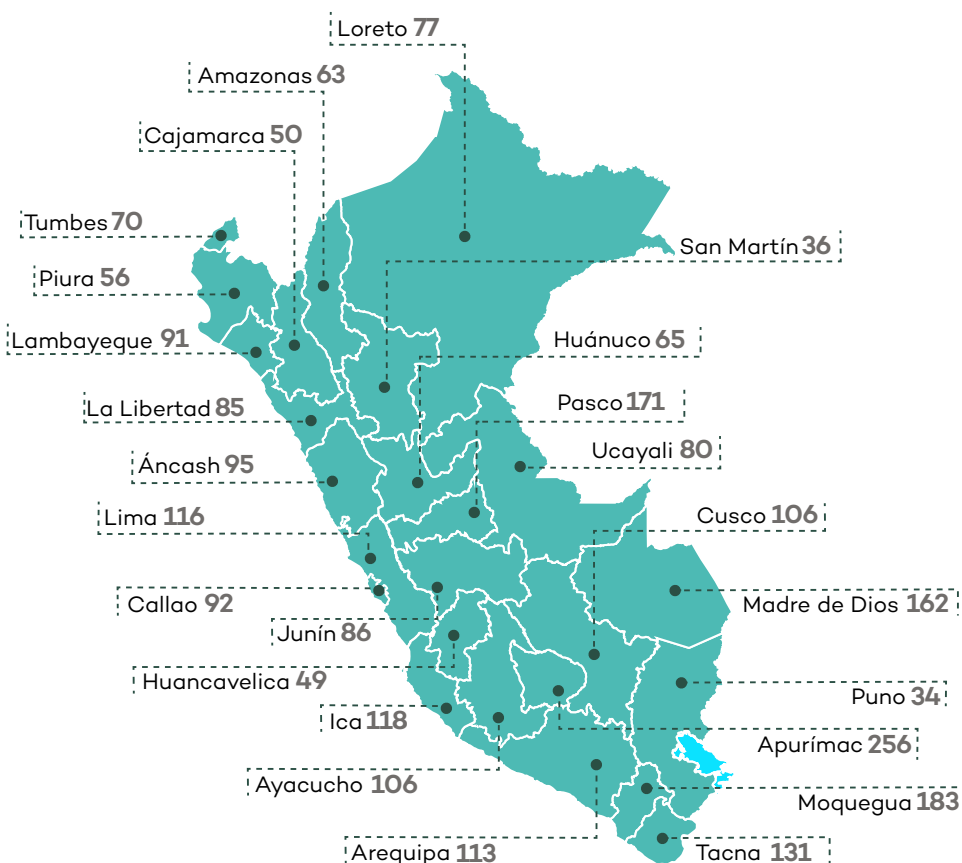 Loreto 77
Amazonas 63
Cajamarca 50
Tumbes 70
San Martín 36
Piura 56
Lambayeque 91
Huánuco 65
La Libertad 85
Pasco 171
Ucayali 80
Áncash 95
Lima 116
Cusco 106
Callao 92
Madre de Dios 162
Junín 86
Huancavelica 49
Puno 34
Ica 118
Apurímac 256
Ayacucho 106
Moquegua 183
Arequipa 113
Tacna 131